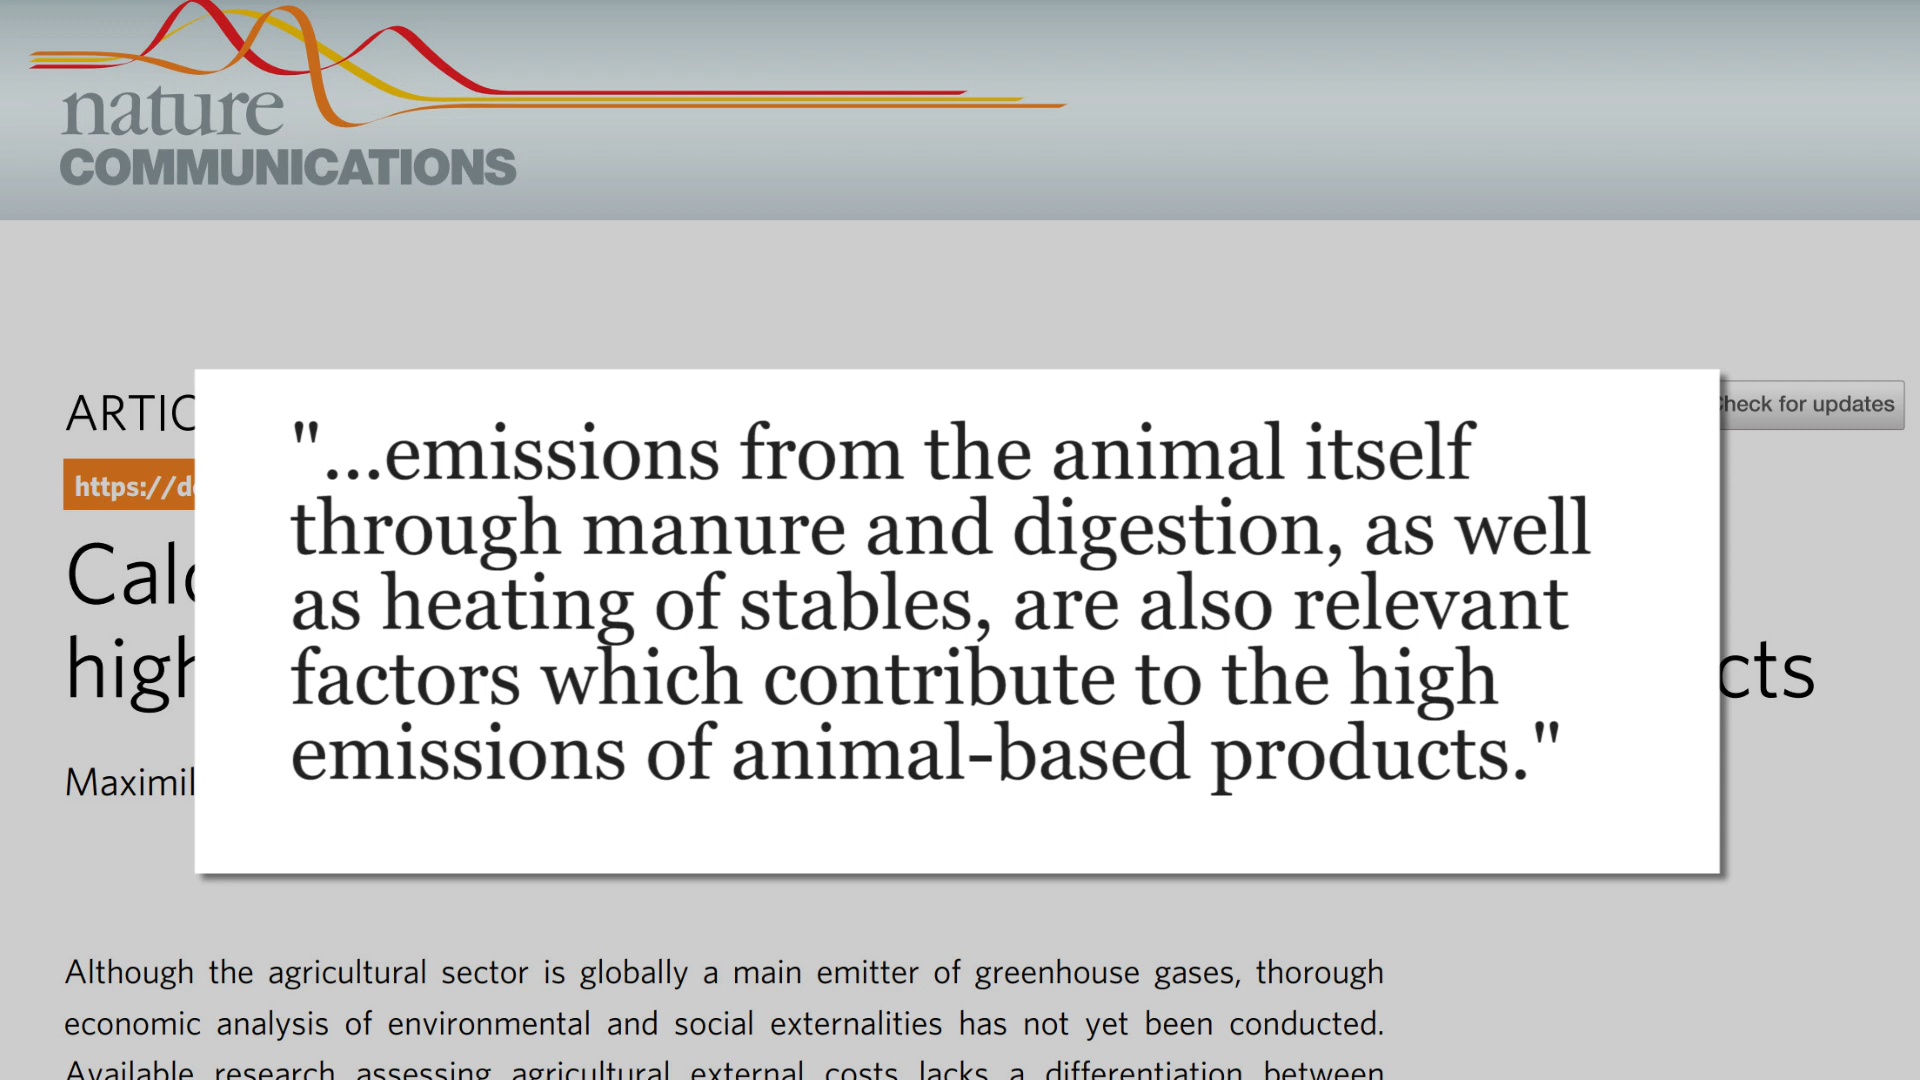 nature
COMMUNICATIONS
ARTIC
heck for updates
https://d
"...emissions from the animal itself
through manure and digestion, as well
as heating of stables, are also relevant
factors which contribute to the high
emissions of animal-based products."
Calc
high
cts
Maximil
Although the agricultural sector is globally a main emitter of greenhouse gases, thorough
economic analysis of environmental and social externalities has not yet been conducted.
Available research assessing agricultural external costs lacks a differentiation between